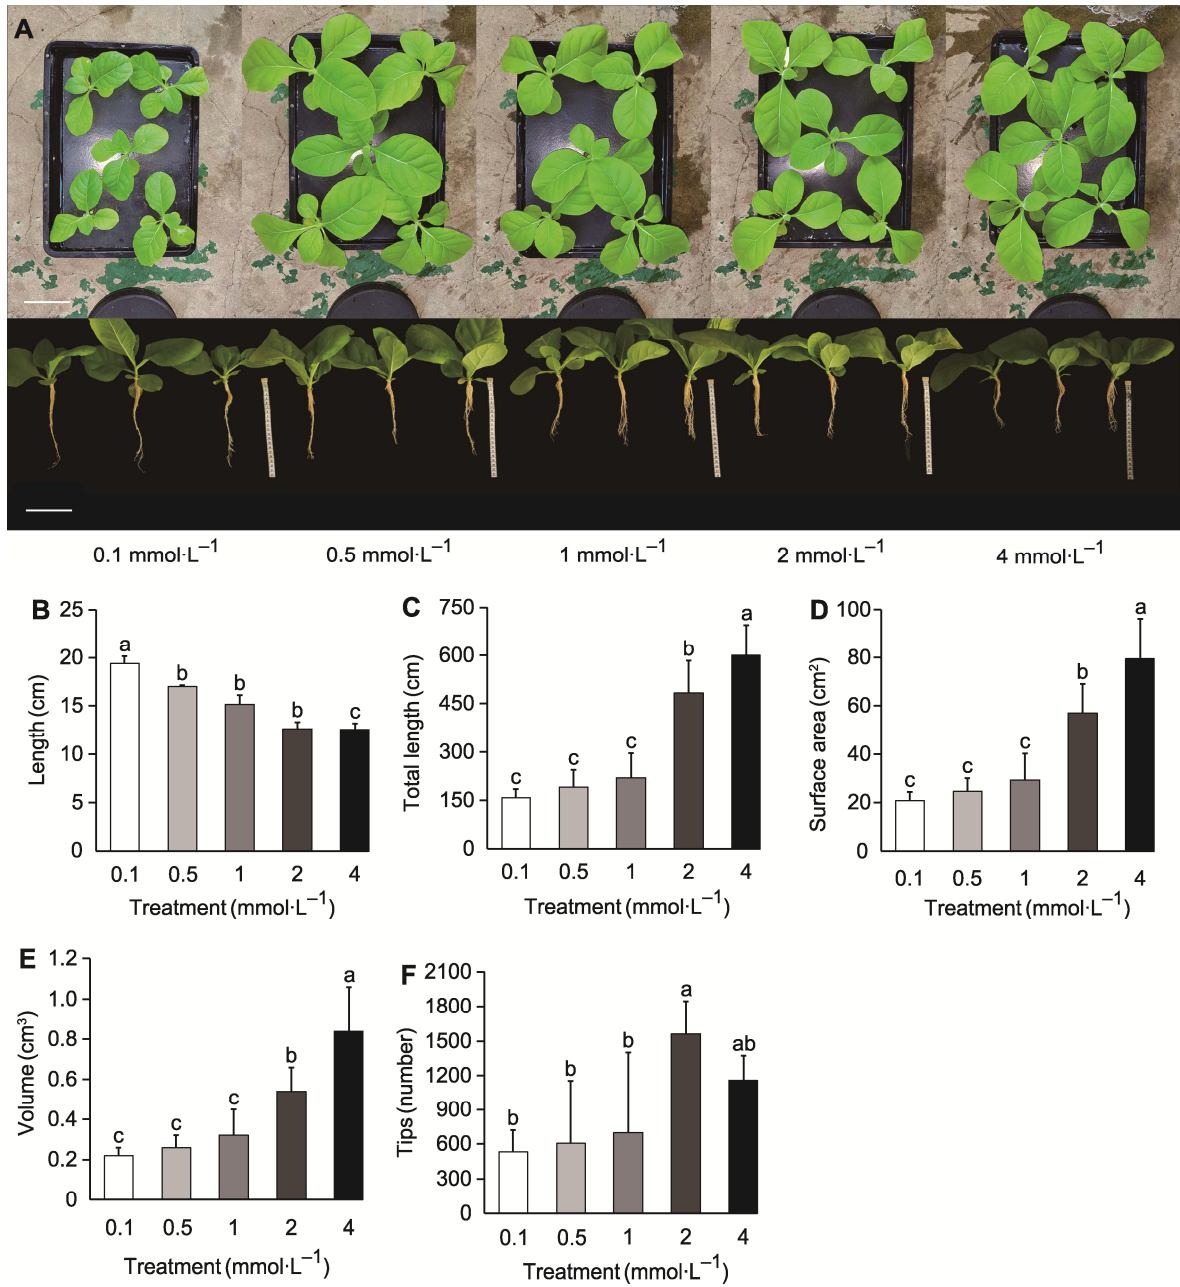 A
0.1 mmol·L⁻¹ 0.5 mmol·L⁻¹ 1 mmol·L⁻¹ 2 mmol·L⁻¹ 4 mmol·L⁻¹
B
Length (cm)
25
20
15
10
5
0
a b b b c
0.1 0.5 1 2 4
Treatment (mmol·L⁻¹)
C
Total length (cm)
750
600
450
300
150
0
c c c b a
0.1 0.5 1 2 4
Treatment (mmol·L⁻¹)
D
Surface area (cm²)
100
80
60
40
20
0
c c c b a
0.1 0.5 1 2 4
Treatment (mmol·L⁻¹)
E
Volume (cm³)
1.2
1.0
0.8
0.6
0.4
0.2
0
c c c b a
0.1 0.5 1 2 4
Treatment (mmol·L⁻¹)
F
Tips (number)
2100
1800
1500
1200
900
600
300
0
b b b a ab
0.1 0.5 1 2 4
Treatment (mmol·L⁻¹)